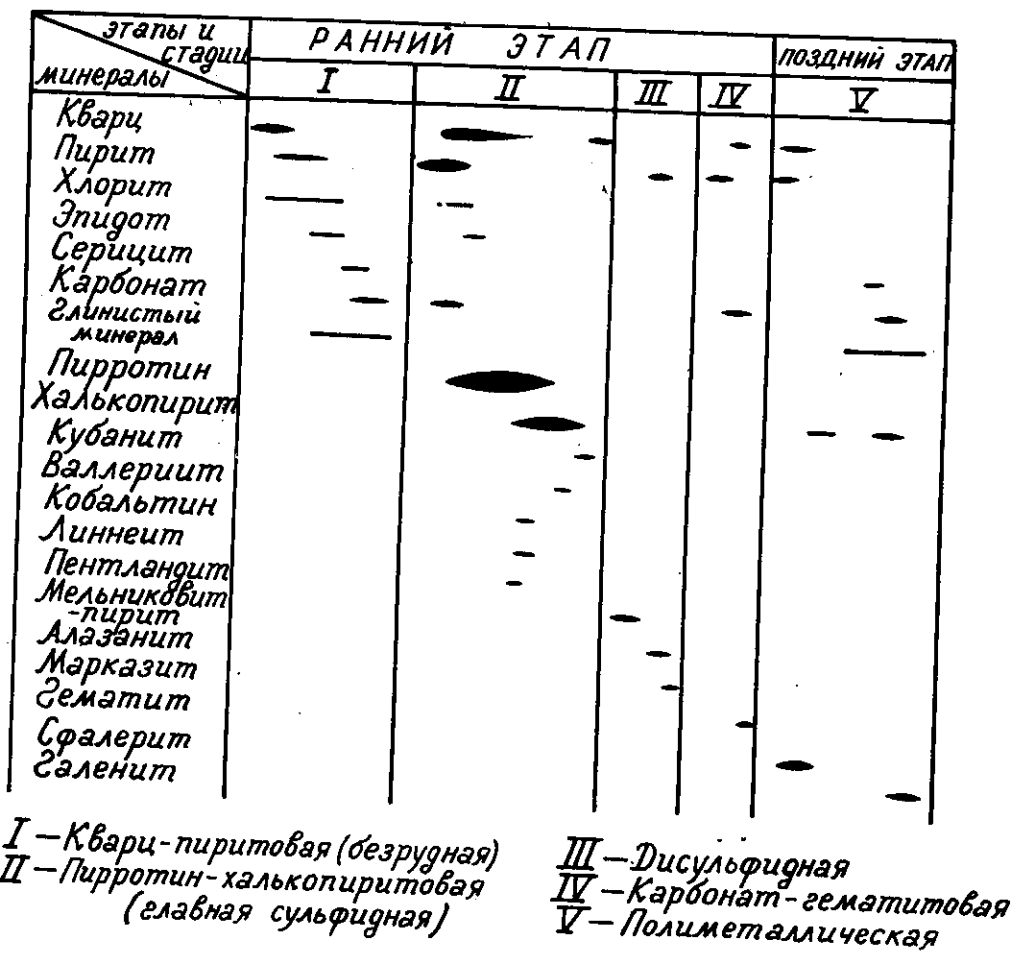 этапы и
стадии
минералы
РАННИЙ ЭТАП
ПОЗДНИЙ ЭТАП
I
II
III
IV
V
Кварц
Пирит
Хлорит
Эпидот
Серицит
Карбонат
Глинистый
минерал
Пирротин
Халькопирит
Кубанит
Валлериит
Кобальтин
Линнеит
Пентландит
Мельниковит
-пирит
Алазанит
Марказит
Гематит
Сфалерит
Галенит
I — Кварц-пиритовая (безрудная)
II — Пирротин-халькопиритовая
(главная сульфидная)
III — Дисульфидная
IV — Карбонат-гематитовая
V — Полиметаллическая